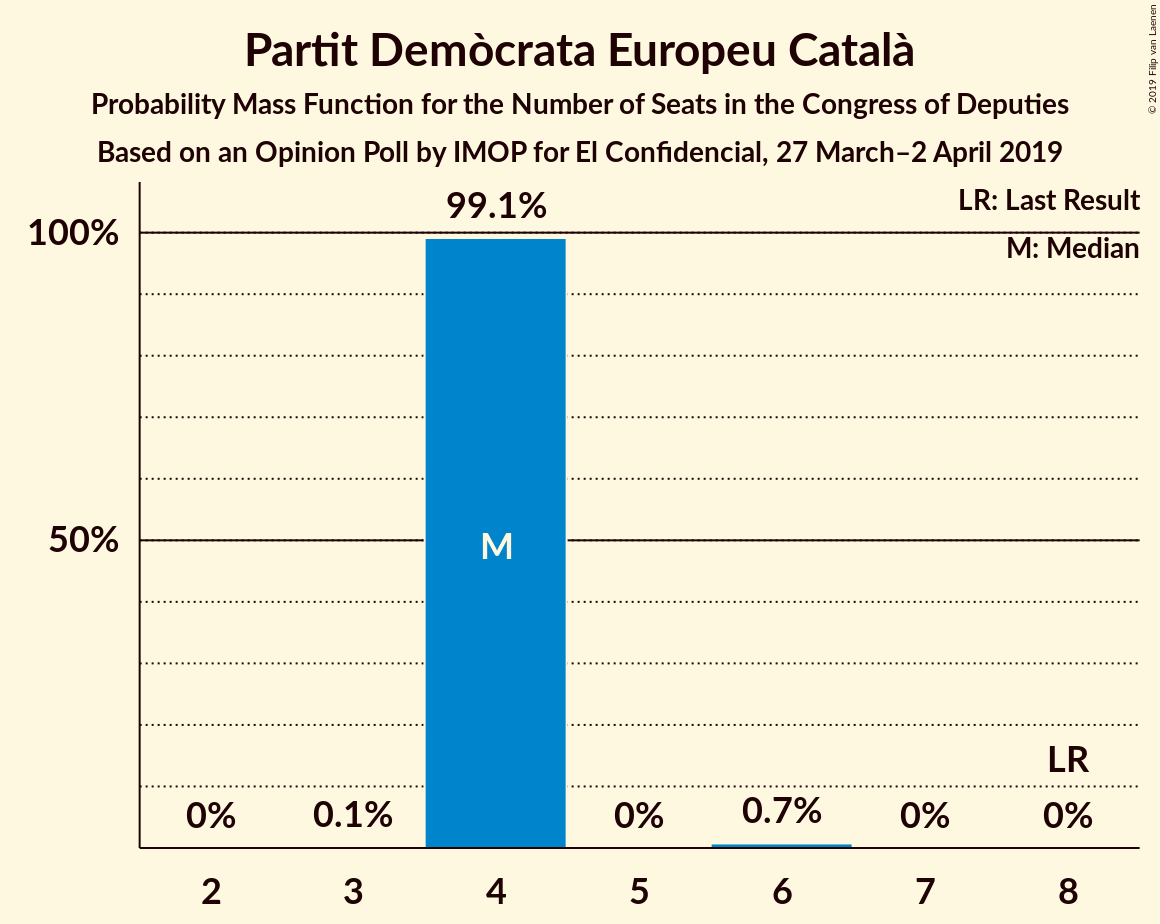 Partit Demòcrata Europeu Català
Probability Mass Function for the Number of Seats in the Congress of Deputies
Based on an Opinion Poll by IMOP for El Confidencial, 27 March–2 April 2019
© 2019 Filip van Laenen
LR: Last Result
M: Median
100%
50%
99.1%
M
LR
0%
0.1%
0%
0.7%
0%
0%
2
3
4
5
6
7
8